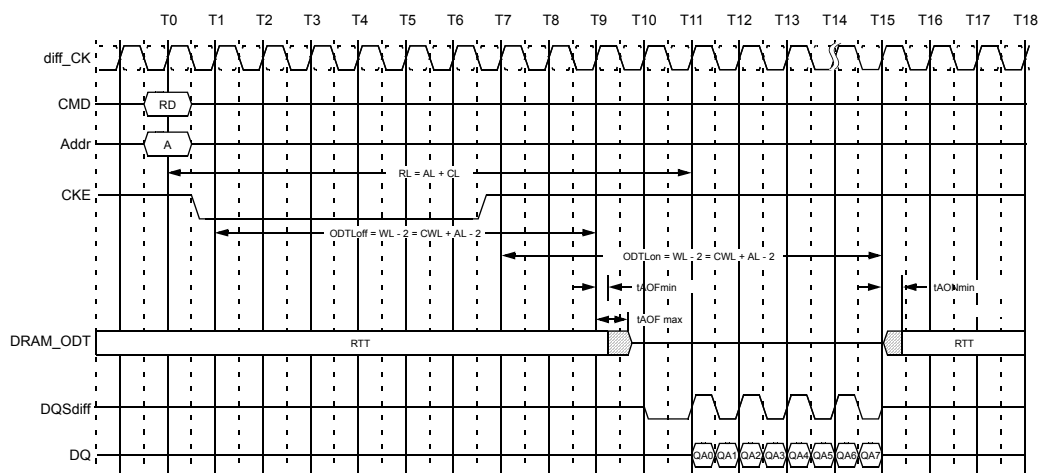 T0 T1 T2 T3 T4 T5 T6 T7 T8 T9 T10 T11 T12 T13 T14 T15 T16 T17 T18
diff_CK
CMD RD
Addr A
RL = AL + CL
CKE
ODTLoff = WL - 2 = CWL + AL - 2
ODTLon = WL - 2 = CWL + AL - 2
tAOFmin tAONmin
tAOF max
DRAM_ODT RTT RTT
DQSdiff
DQ QA0 QA1 QA2 QA3 QA4 QA5 QA6 QA7